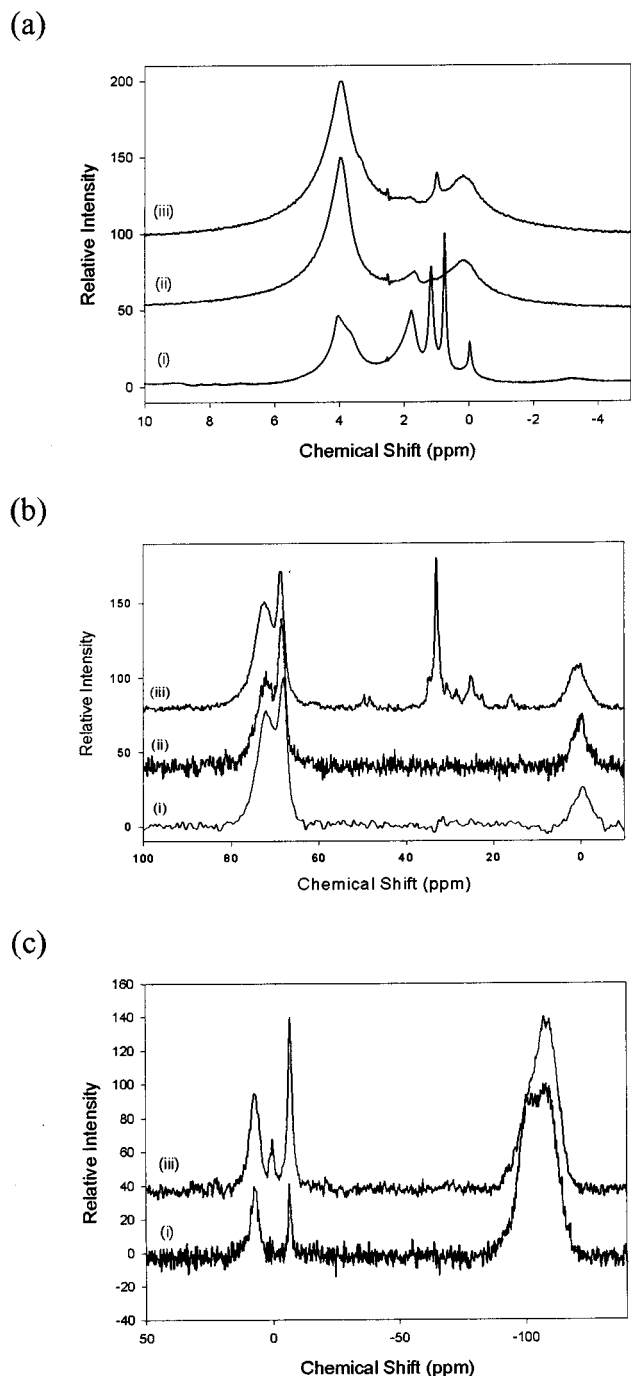 (a)
200
150
100
50
0
Relative Intensity
(iii)
(ii)
(i)
10 8 6 4 2 0 -2 -4
Chemical Shift (ppm)
(b)
150
100
50
0
Relative Intensity
(iii)
(ii)
(i)
100 80 60 40 20 0
Chemical Shift (ppm)
(c)
160
140
120
100
80
60
40
20
0
-20
-40
Relative Intensity
(iii)
(i)
50 0 -50 -100
Chemical Shift (ppm)